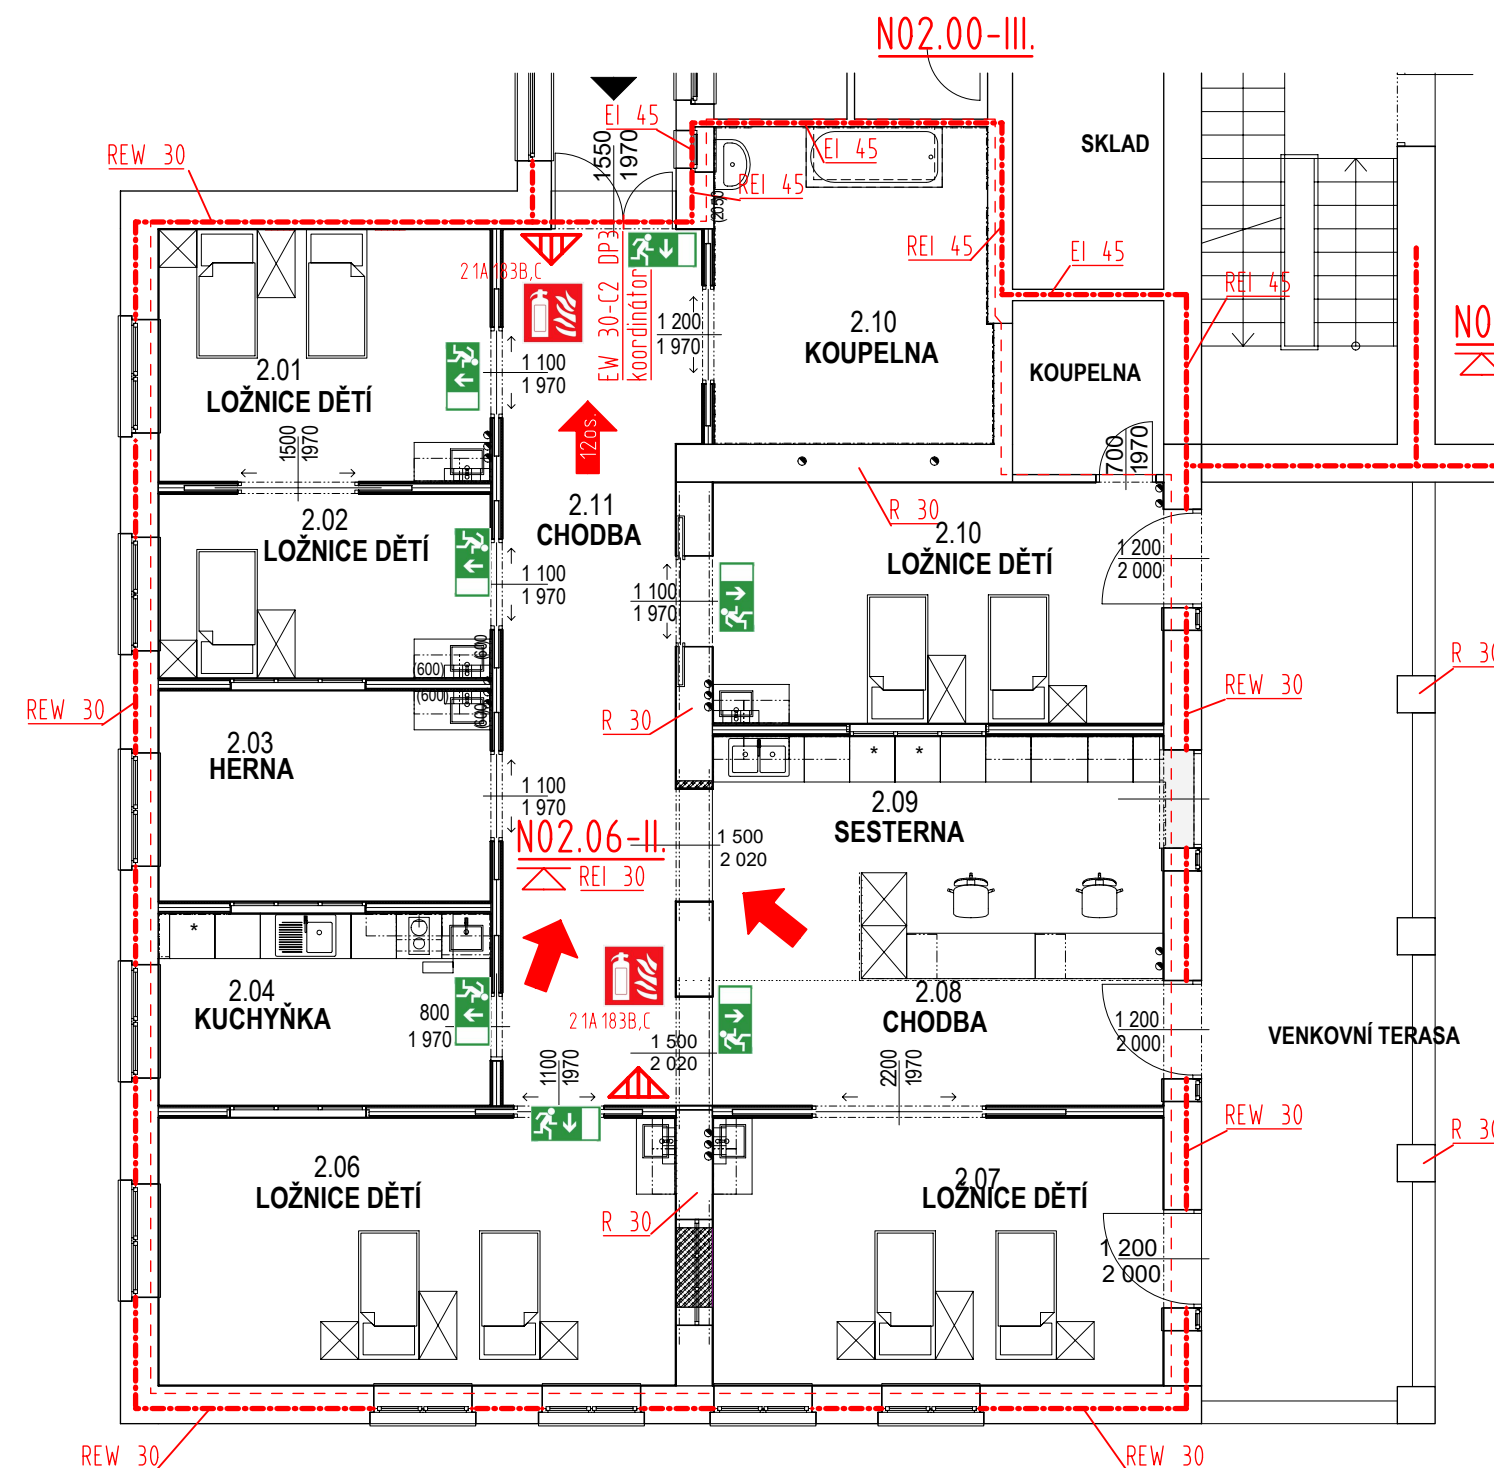 N02.00-III.
EI 45
1550
1970
EI 45
SKLAD
REW 30
REI 45
(2050
REI 45
EI 45
REI 45
21A 183B,C
EW 30-C2 DP3
koordinátor
N0
1 200
1 970
2.10
KOUPELNA
2.01
LOŽNICE DĚTÍ
1 100
1 970
KOUPELNA
12os.
1500
1970
700
1970
2.02
LOŽNICE DĚTÍ
2.11
CHODBA
R 30
2.10
LOŽNICE DĚTÍ
1 200
2 000
1 100
1 970
1 100
1 970
(600)
(600
R 30
REW 30
(600)
(600
REW 30
R 30
2.03
HERNA
1 100
1 970
2.09
SESTERNA
*
*
N02.06-II.
REI 30
1 500
2 020
*
2.04
KUCHYŇKA
800
1 970
21A 183B,C
1 500
2 020
2.08
CHODBA
1 200
2 000
VENKOVNÍ TERASA
1100
1970
2200
1970
REW 30
R 30
2.06
LOŽNICE DĚTÍ
2.07
LOŽNICE DĚTÍ
R 30
1 200
2 000
REW 30
REW 30